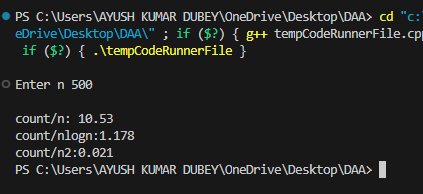 PS C:\Users\AYUSH KUMAR DUBEY\OneDrive\Desktop\DAA> cd "c:
eDrive\Desktop\DAA\" ; if ($?) { g++ tempCodeRunnerFile.cp
 if ($?) { .\tempCodeRunnerFile }
Enter n 500
count/n: 10.53
count/nlogn:1.178
count/n2:0.021
PS C:\Users\AYUSH KUMAR DUBEY\OneDrive\Desktop\DAA>